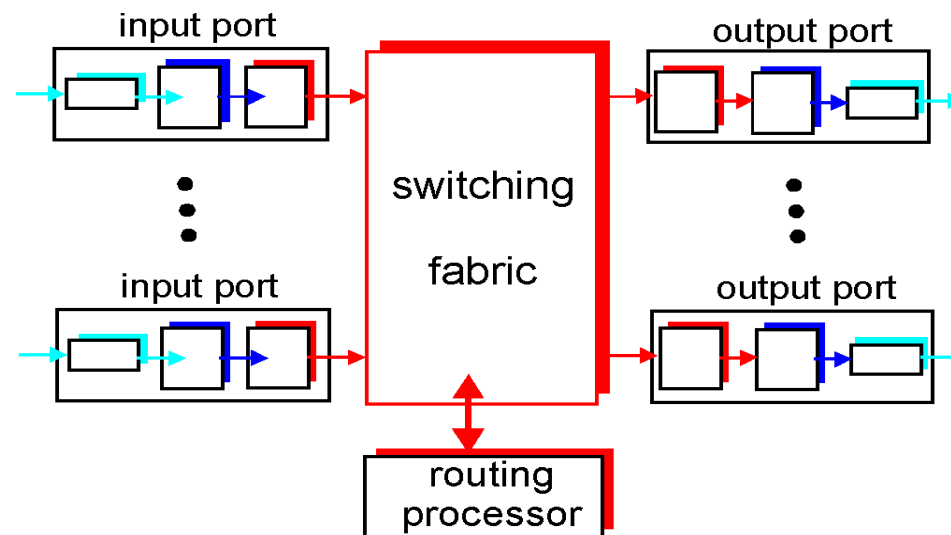 input port
output port
switching
fabric
input port
output port
routing
processor